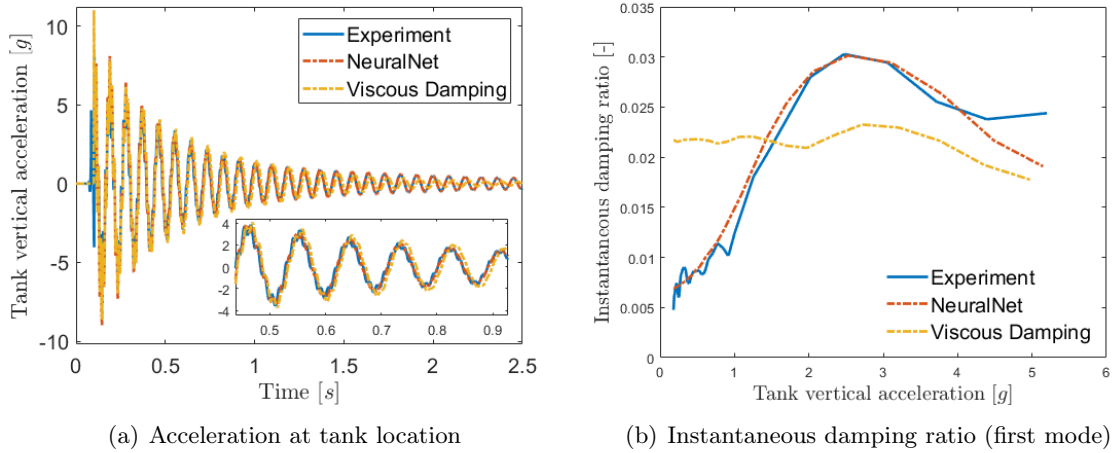 Tank vertical acceleration [g]
10
5
0
-5
-10
Experiment
NeuralNet
Viscous Damping
4
2
0
-2
-4
0.5 0.6 0.7 0.8 0.9
0 0.5 1 1.5 2 2.5
Time [s]
(a) Acceleration at tank location
Instantancous damping ratio [-]
0.035
0.03
0.025
0.02
0.015
0.01
0.005
0
Experiment
NeuralNet
Viscous Damping
0 1 2 3 4 5 6
Tank vertical acceleration [g]
(b) Instantaneous damping ratio (first mode)